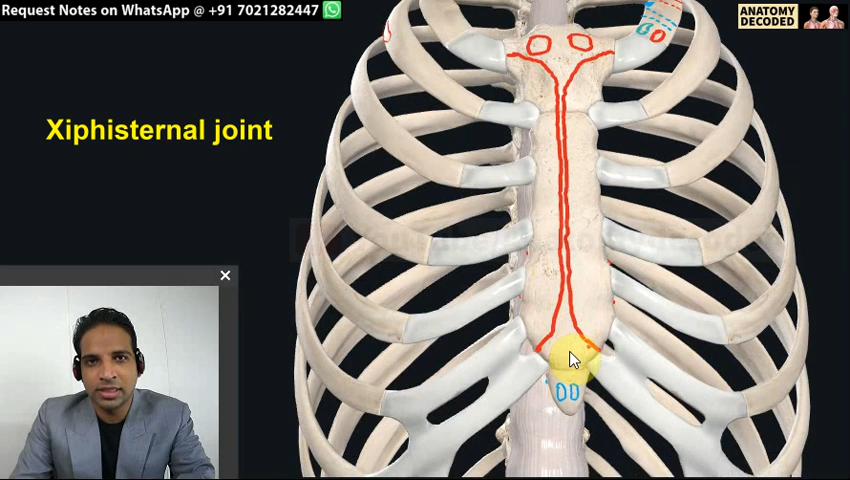 Request Notes on WhatsApp @ +91 7021282447
ANATOMY
DECODED
Xiphisternal joint